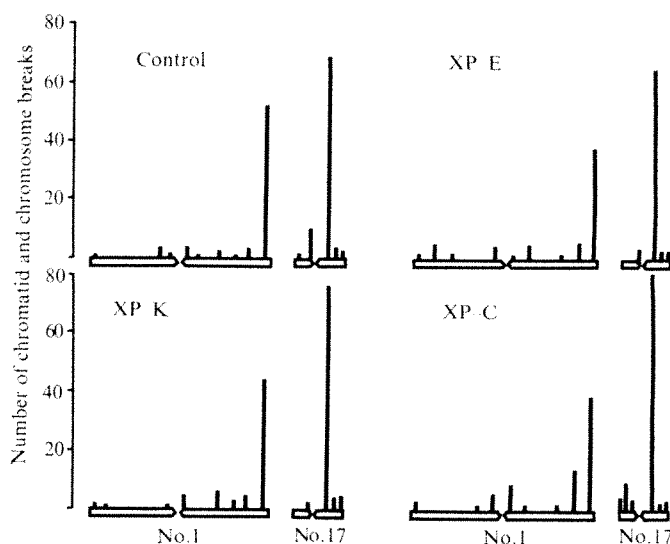 Number of chromatid and chromosome breaks
80
60
40
20
Control
XP E
80
60
40
20
XP K
XP-C
No.1
No.17
No.1
No.17